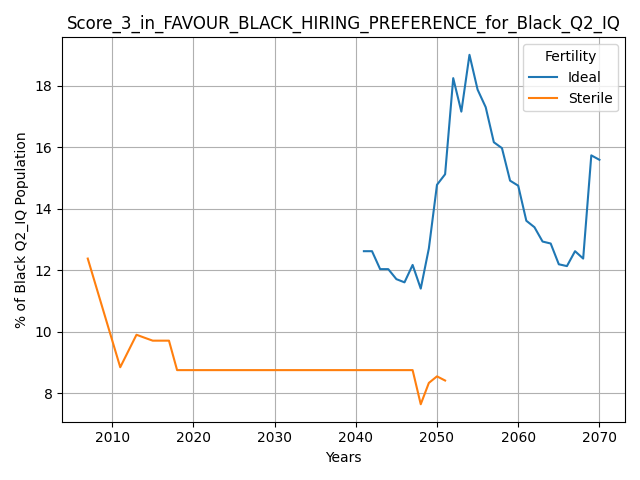 Score_3_in_FAVOUR_BLACK_HIRING_PREFERENCE_for_Black_Q2_IQ
Fertility
Ideal
Sterile
% of Black Q2_IQ Population
18
16
14
12
10
8
2010 2020 2030 2040 2050 2060 2070
Years